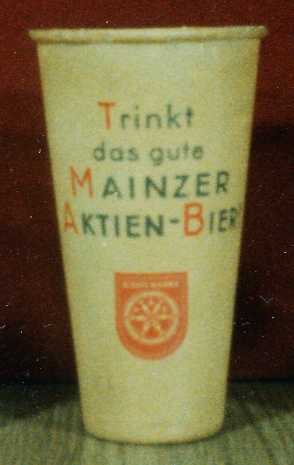 Trinkt
das gute
MAINZER
AKTIEN-BIER!